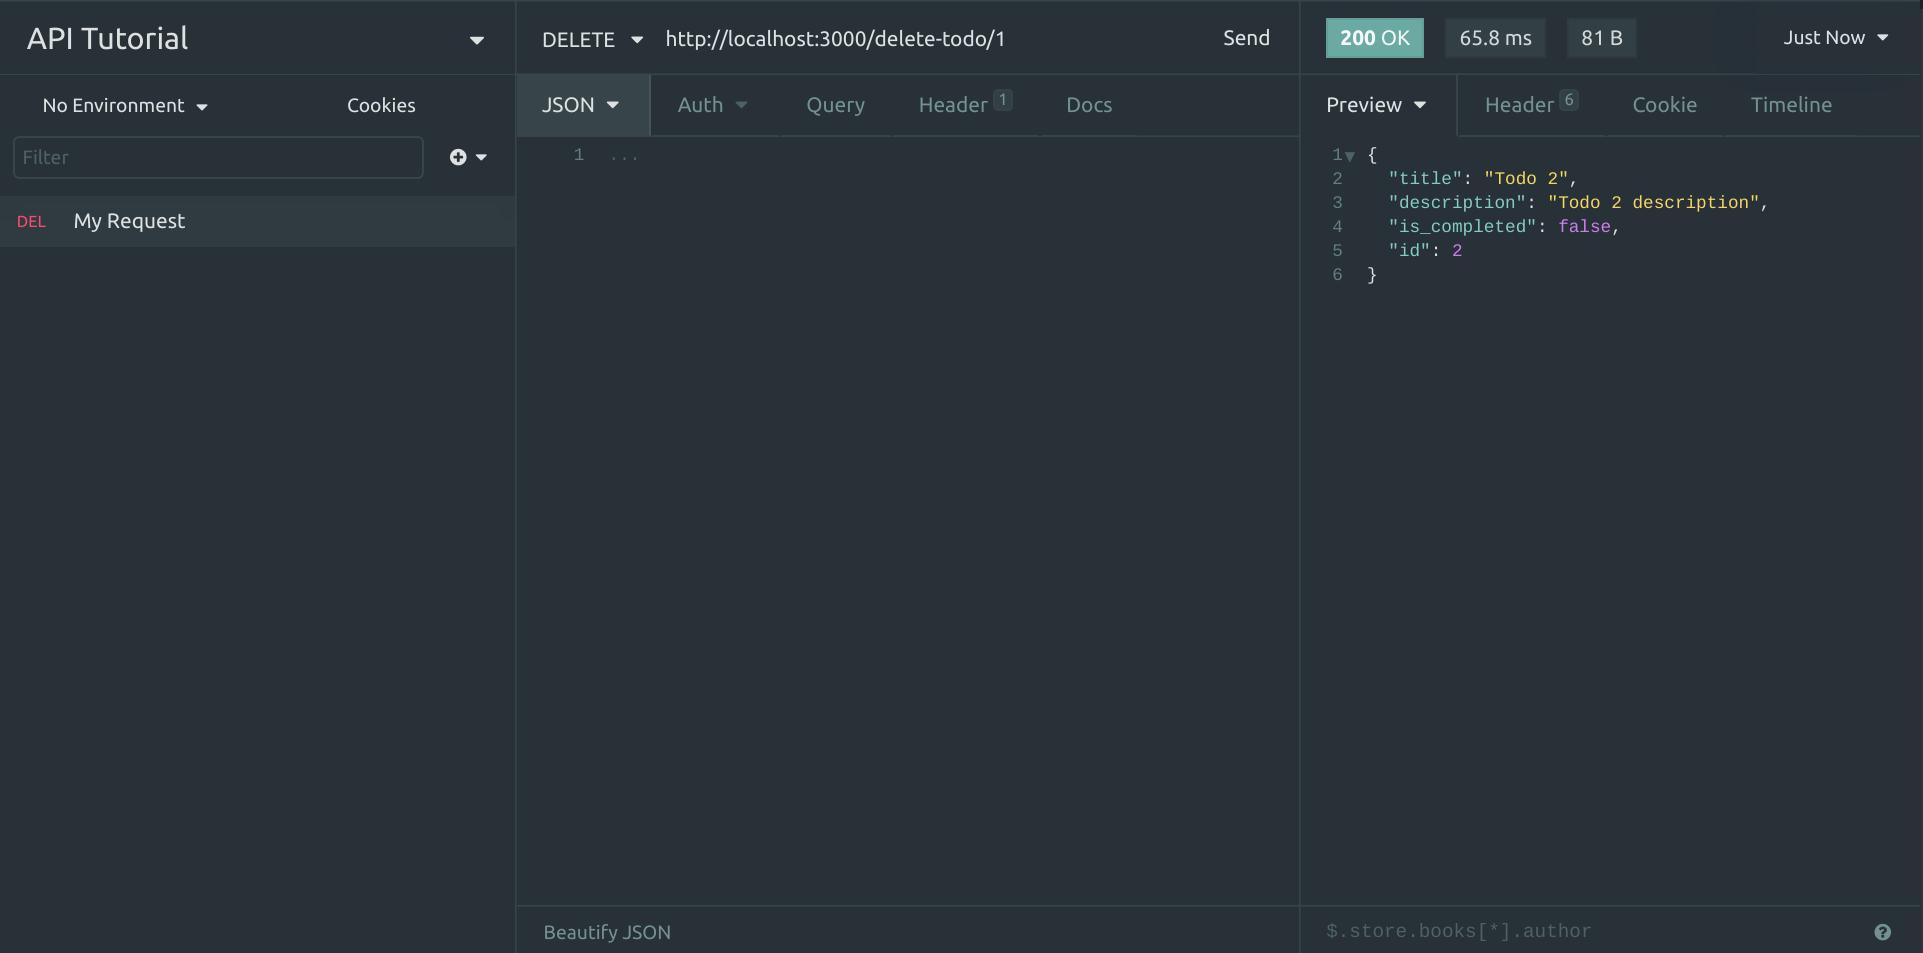 API Tutorial
No Environment
Cookies
Filter
DEL My Request
DELETE http://localhost:3000/delete-todo/1 Send
JSON Auth Query Header 1 Docs
1 ...
Beautify JSON
200 OK 65.8 ms 81 B Just Now
Preview Header 6 Cookie Timeline
1 {
2 "title": "Todo 2",
3 "description": "Todo 2 description",
4 "is_completed": false,
5 "id": 2
6 }
$.store.books[*].author ?